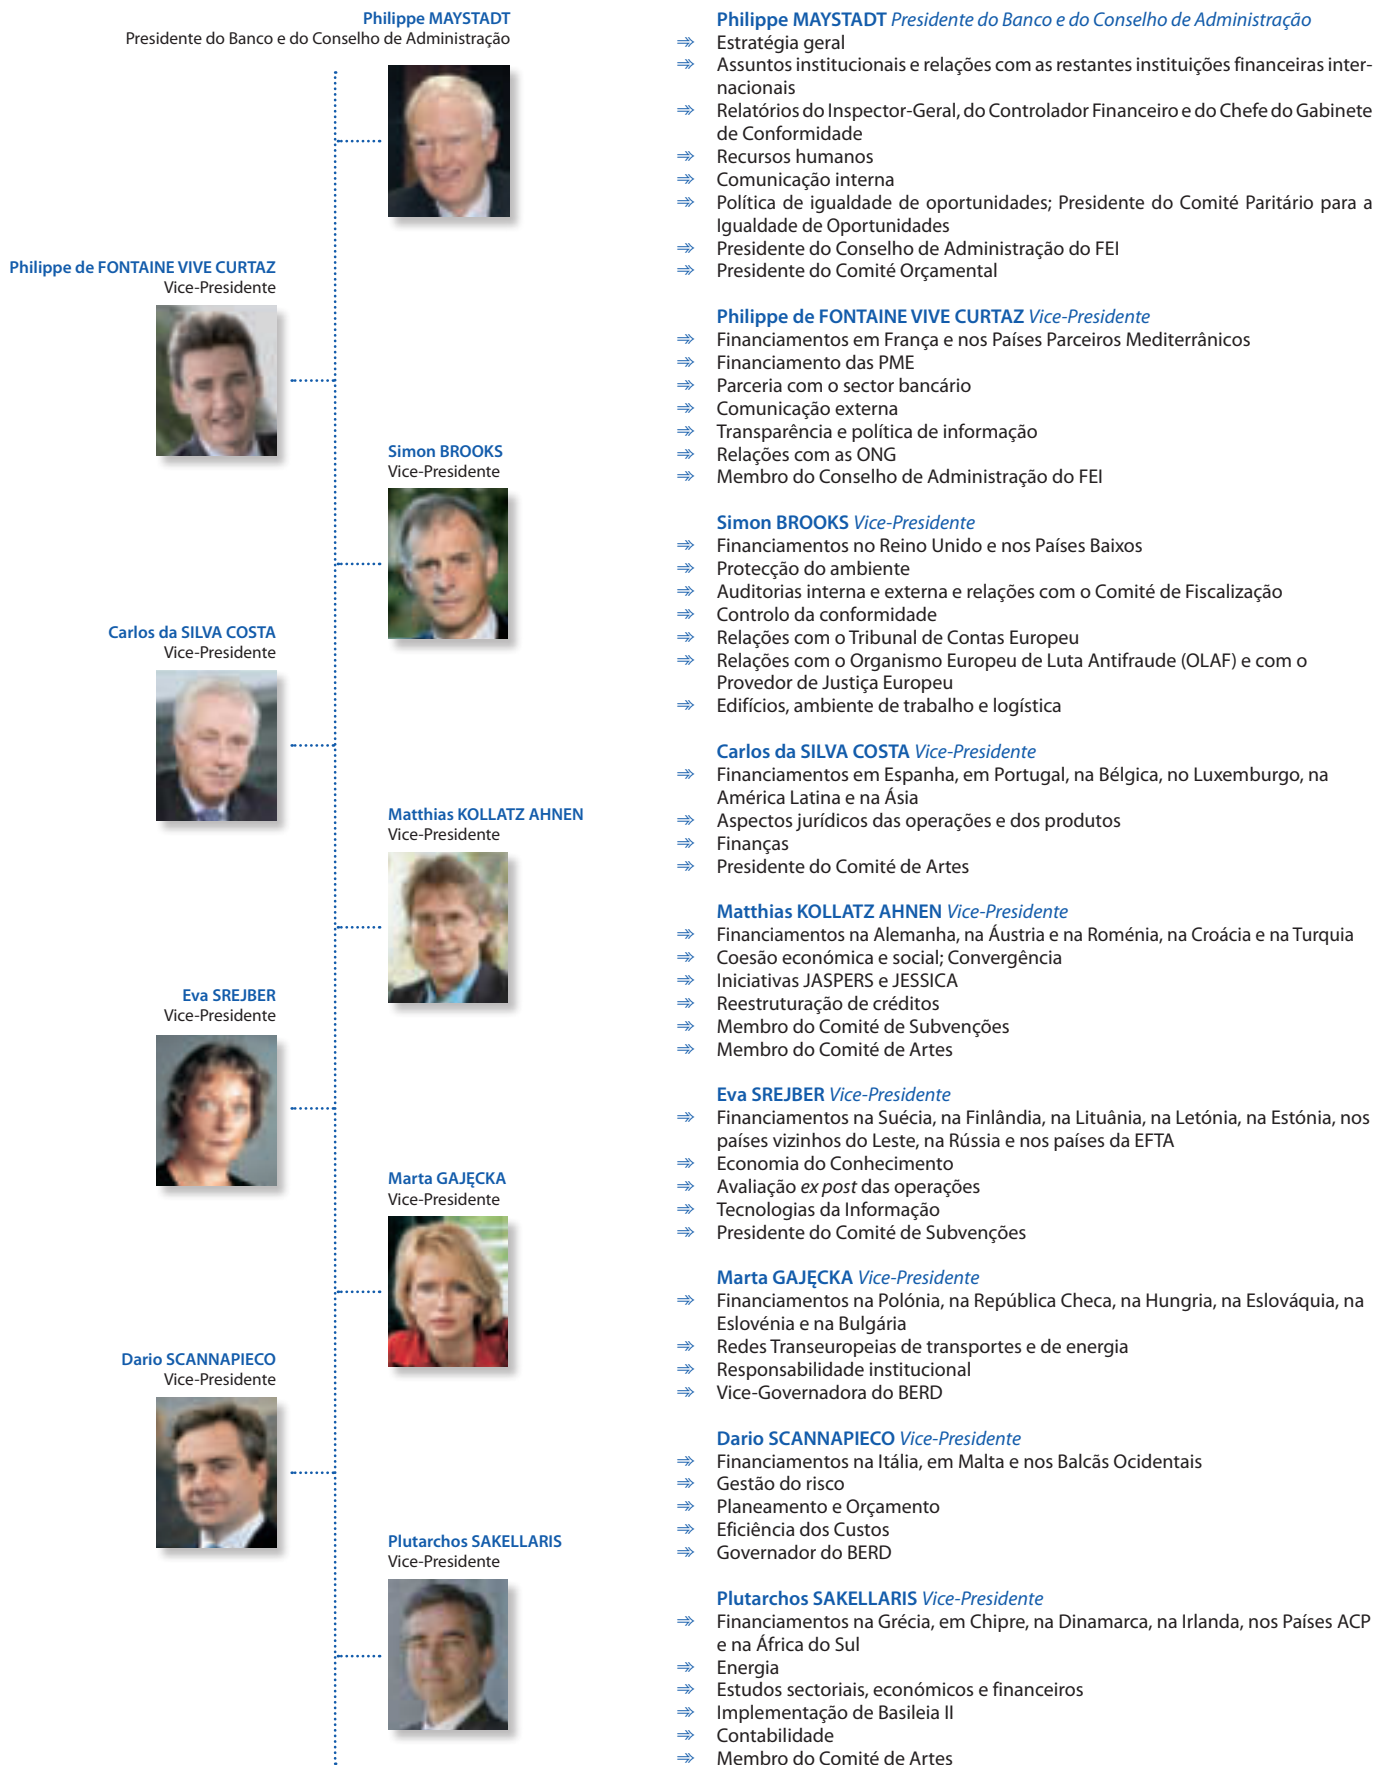 Philippe MAYSTADT
Presidente do Banco e do Conselho de Administração
Philippe de FONTAINE VIVE CURTAZ
Vice-Presidente
Simon BROOKS
Vice-Presidente
Carlos da SILVA COSTA
Vice-Presidente
Matthias KOLLATZ AHNEN
Vice-Presidente
Eva SREJBER
Vice-Presidente
Marta GAJĘCKA
Vice-Presidente
Dario SCANNAPIECO
Vice-Presidente
Plutarchos SAKELLARIS
Vice-Presidente
Philippe MAYSTADT Presidente do Banco e do Conselho de Administração
⇒ Estratégia geral
⇒ Assuntos institucionais e relações com as restantes instituições financeiras inter-
nacionais
⇒ Relatórios do Inspector-Geral, do Controlador Financeiro e do Chefe do Gabinete
de Conformidade
⇒ Recursos humanos
⇒ Comunicação interna
⇒ Política de igualdade de oportunidades; Presidente do Comité Paritário para a
Igualdade de Oportunidades
⇒ Presidente do Conselho de Administração do FEI
⇒ Presidente do Comité Orçamental
Philippe de FONTAINE VIVE CURTAZ Vice-Presidente
⇒ Financiamentos em França e nos Países Parceiros Mediterrânicos
⇒ Financiamento das PME
⇒ Parceria com o sector bancário
⇒ Comunicação externa
⇒ Transparência e política de informação
⇒ Relações com as ONG
⇒ Membro do Conselho de Administração do FEI
Simon BROOKS Vice-Presidente
⇒ Financiamentos no Reino Unido e nos Países Baixos
⇒ Protecção do ambiente
⇒ Auditorias interna e externa e relações com o Comité de Fiscalização
⇒ Controlo da conformidade
⇒ Relações com o Tribunal de Contas Europeu
⇒ Relações com o Organismo Europeu de Luta Antifraude (OLAF) e com o
Provedor de Justiça Europeu
⇒ Edifícios, ambiente de trabalho e logística
Carlos da SILVA COSTA Vice-Presidente
⇒ Financiamentos em Espanha, em Portugal, na Bélgica, no Luxemburgo, na
América Latina e na Ásia
⇒ Aspectos jurídicos das operações e dos produtos
⇒ Finanças
⇒ Presidente do Comité de Artes
Matthias KOLLATZ AHNEN Vice-Presidente
⇒ Financiamentos na Alemanha, na Áustria e na Roménia, na Croácia e na Turquia
⇒ Coesão económica e social; Convergência
⇒ Iniciativas JASPERS e JESSICA
⇒ Reestruturação de créditos
⇒ Membro do Comité de Subvenções
⇒ Membro do Comité de Artes
Eva SREJBER Vice-Presidente
⇒ Financiamentos na Suécia, na Finlândia, na Lituânia, na Letónia, na Estónia, nos
países vizinhos do Leste, na Rússia e nos países da EFTA
⇒ Economia do Conhecimento
⇒ Avaliação ex post das operações
⇒ Tecnologias da Informação
⇒ Presidente do Comité de Subvenções
Marta GAJĘCKA Vice-Presidente
⇒ Financiamentos na Polónia, na República Checa, na Hungria, na Eslováquia, na
Eslovénia e na Bulgária
⇒ Redes Transeuropeias de transportes e de energia
⇒ Responsabilidade institucional
⇒ Vice-Governadora do BERD
Dario SCANNAPIECO Vice-Presidente
⇒ Financiamentos na Itália, em Malta e nos Balcãs Ocidentais
⇒ Gestão do risco
⇒ Planeamento e Orçamento
⇒ Eficiência dos Custos
⇒ Governador do BERD
Plutarchos SAKELLARIS Vice-Presidente
⇒ Financiamentos na Grécia, em Chipre, na Dinamarca, na Irlanda, nos Países ACP
e na África do Sul
⇒ Energia
⇒ Estudos sectoriais, económicos e financeiros
⇒ Implementação de Basileia II
⇒ Contabilidade
⇒ Membro do Comité de Artes